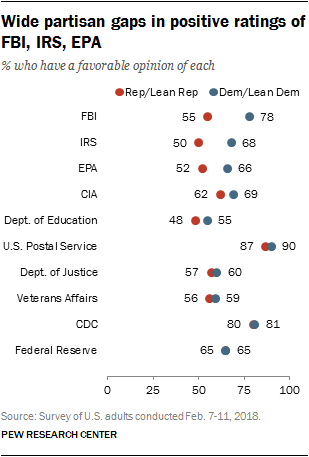 Wide partisan gaps in positive ratings of
FBI, IRS, EPA
% who have a favorable opinion of each
Rep/Lean Rep Dem/Lean Dem
FBI 55 78
IRS 50 68
EPA 52 66
CIA 62 69
Dept. of Education 48 55
U.S. Postal Service 87 90
Dept. of Justice 57 60
Veterans Affairs 56 59
CDC 80 81
Federal Reserve 65 65
0 25 50 75 100
Source: Survey of U.S. adults conducted Feb. 7-11, 2018.
PEW RESEARCH CENTER